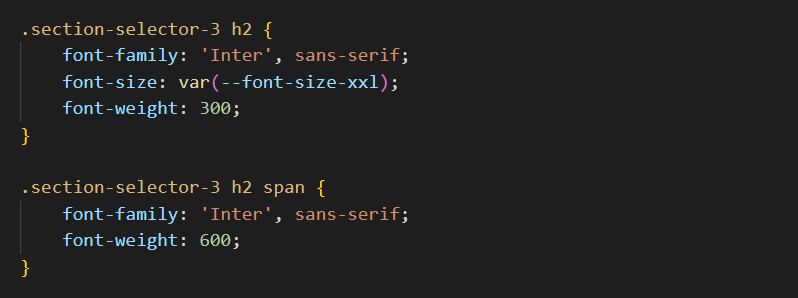 .section-selector-3 h2 {
    font-family: 'Inter', sans-serif;
    font-size: var(--font-size-xxl);
    font-weight: 300;
}

.section-selector-3 h2 span {
    font-family: 'Inter', sans-serif;
    font-weight: 600;
}